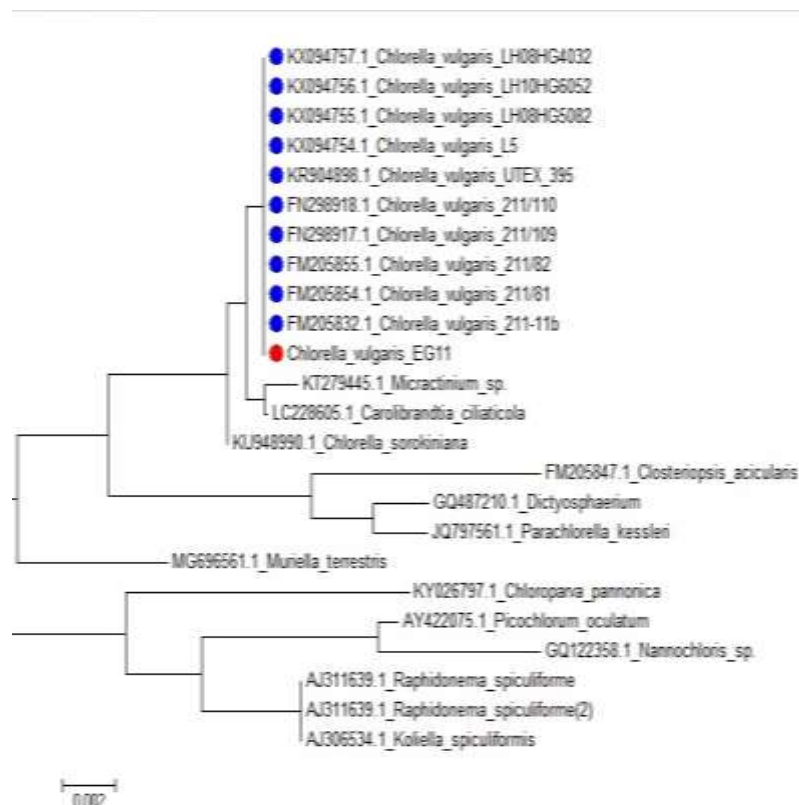 KX094757.1_Chlorella_vulgaris_LH08HG4032
KX094756.1_Chlorella_vulgaris_LH10HG6052
KX094755.1_Chlorella_vulgaris_LH08HG5082
KX094754.1_Chlorella_vulgaris_L5
KR904898.1_Chlorella_vulgaris_UTEX_395
FN298918.1_Chlorella_vulgaris_211/110
FN298917.1_Chlorella_vulgaris_211/109
FM205855.1_Chlorella_vulgaris_211/82
FM205854.1_Chlorella_vulgaris_211/81
FM205832.1_Chlorella_vulgaris_211-11b
Chlorella_vulgaris_EG11
KT279445.1_Micractinium_sp.
LC228605.1_Carolibrandtia_ciliaticola
KU948990.1_Chlorella_sorokiniana
FM205847.1_Closteriopsis_acicularis
GQ487210.1_Dictyosphaerium
JQ797561.1_Parachlorella_kessleri
MG696561.1_Muriella_terrestris
KY026797.1_Chloroparva_pannonica
AY422075.1_Picochlorum_oculatum
GQ122358.1_Nannochloris_sp.
AJ311639.1_Raphidonema_spiculiforme
AJ311639.1_Raphidonema_spiculiforme(2)
AJ306534.1_Koliella_spiculiformis
0.002